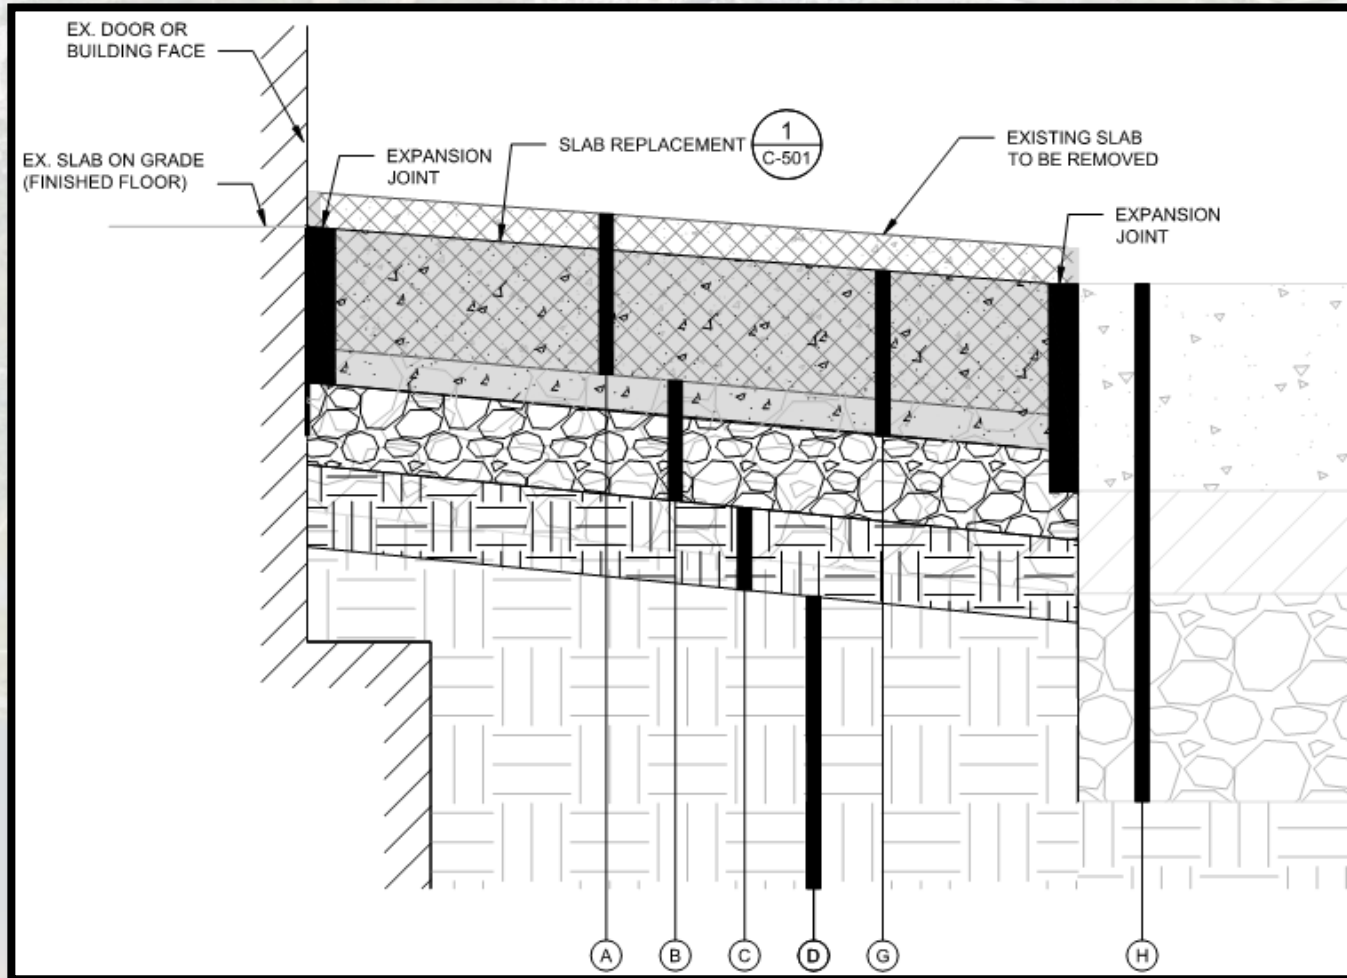 EX. DOOR OR
BUILDING FACE
EX. SLAB ON GRADE
(FINISHED FLOOR)
EXPANSION
JOINT
SLAB REPLACEMENT
1
C-501
EXISTING SLAB
TO BE REMOVED
EXPANSION
JOINT
A
B
C
D
G
H